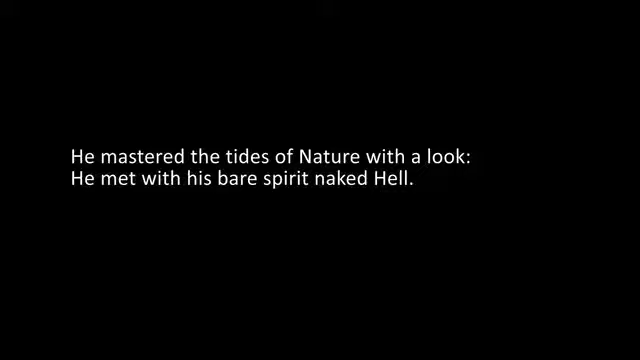 He mastered the tides of Nature with a look:
He met with his bare spirit naked Hell.